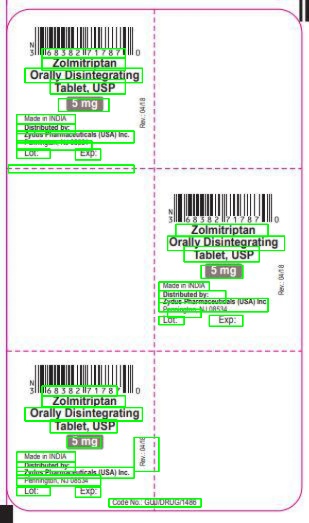 N
3 68382 71787 0
Zolmitriptan
Orally Disintegrating
Tablet, USP
5 mg
Made in INDIA
Distributed by:
Zydus Pharmaceuticals (USA) Inc.
Pennington, NJ 08534
Lot. Exp:
Rev.: 04/18
N
3 68382 71787 0
Zolmitriptan
Orally Disintegrating
Tablet, USP
5 mg
Made in INDIA
Distributed by:
Zydus Pharmaceuticals (USA) Inc
Pennington, NJ 08534
Lot: Exp:
Rev.: 04/18
N
3 68382 71787 0
Zolmitriptan
Orally Disintegrating
Tablet, USP
5 mg
Made in INDIA
Distributed by:
Zydus Pharmaceuticals (USA) Inc.
Pennington, NJ 08534
Lot: Exp:
Rev.: 04/18
Code No.: GUJ/DRUG/1486